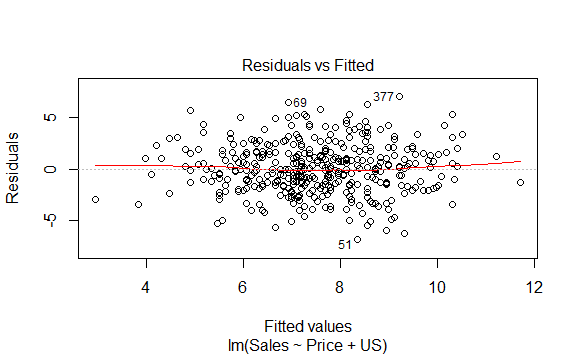 Residuals vs Fitted
Residuals
5
0
-5
69
377
51
4
6
8
10
12
Fitted values
lm(Sales ~ Price + US)